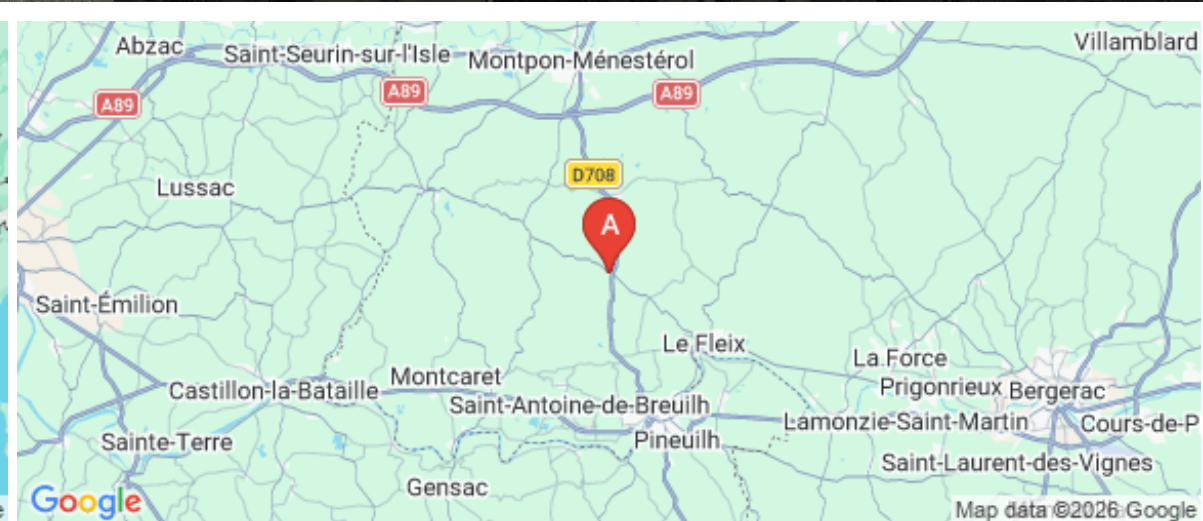 Abzac
Saint-Seurin-sur-l'Isle
Montpon-Ménestérol
Villamblard
A89
A89
A89
D708
Lussac
A
Saint-Émilion
Le Fleix
La Force
Castillon-la-Bataille
Montcaret
Prigonrieux
Bergerac
Saint-Antoine-de-Breuilh
Lamonzie-Saint-Martin
Cours-de-P
Sainte-Terre
Pineuilh
Saint-Laurent-des-Vignes
Gensac
Google
Map data ©2026 Google